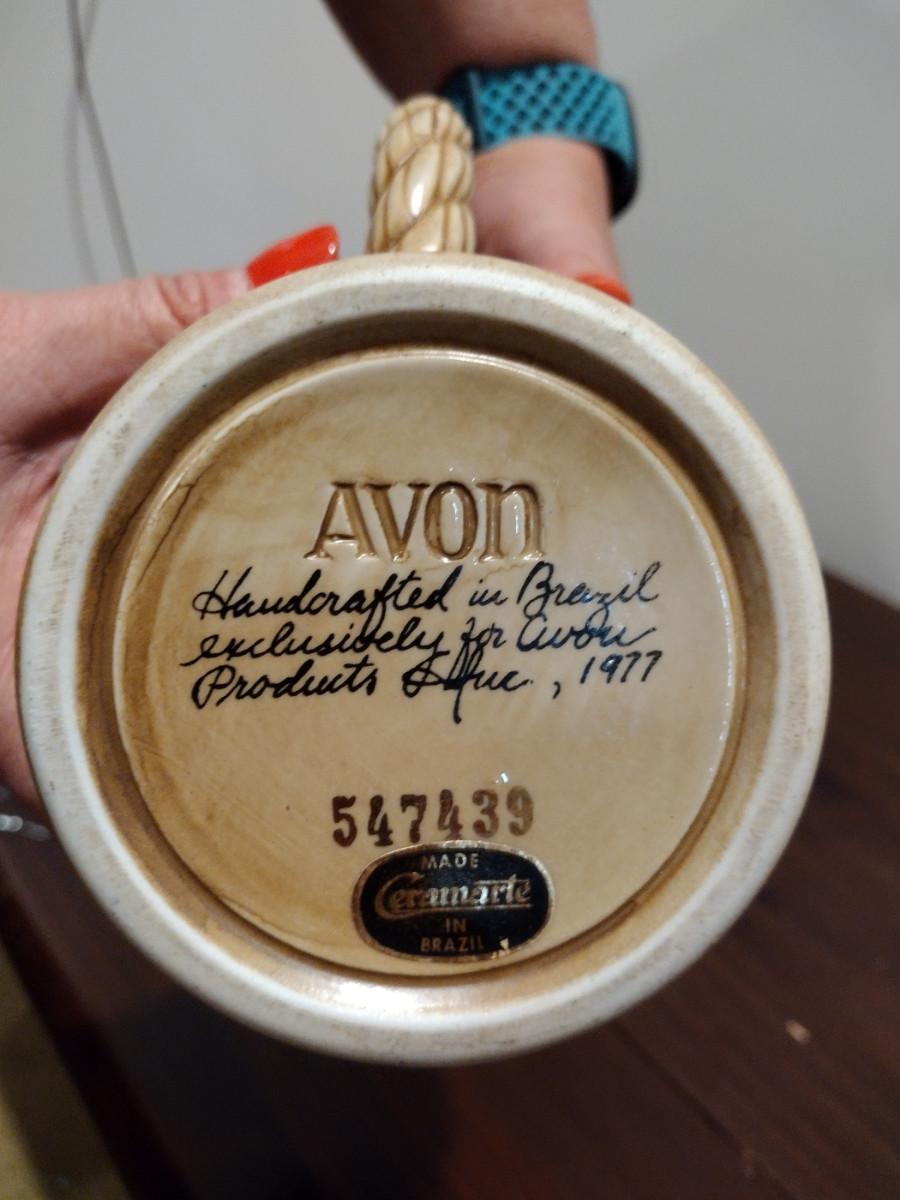 AVON
Handcrafted in Brazil
exclusively for Avon
Products Inc., 1977
547439
MADE
Ceramarte
IN
BRAZIL